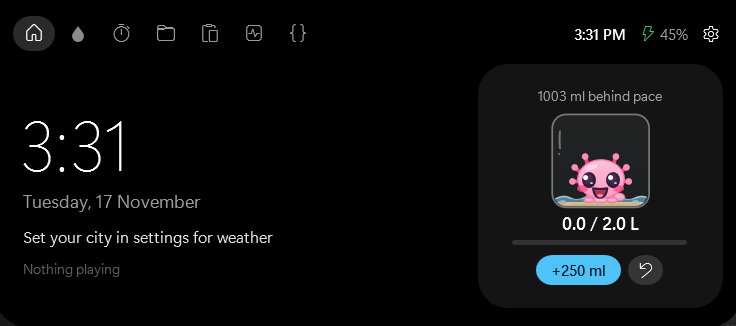 3:31 PM 45%
1003 ml behind pace
3:31
Tuesday, 17 November
Set your city in settings for weather
Nothing playing
0.0 / 2.0 L
+250 ml